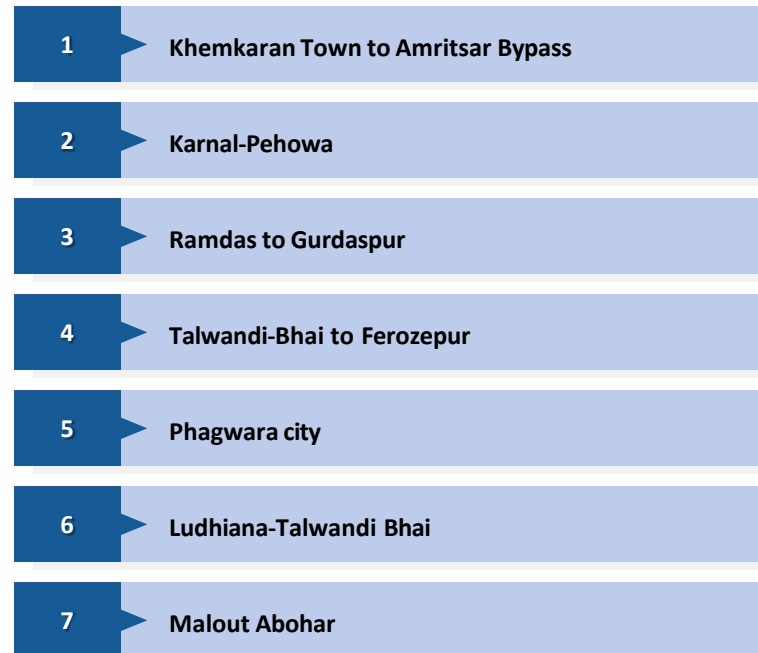 1 Khemkaran Town to Amritsar Bypass
2 Karnal-Pehowa
3 Ramdas to Gurdaspur
4 Talwandi-Bhai to Ferozepur
5 Phagwara city
6 Ludhiana-Talwandi Bhai
7 Malout Abohar